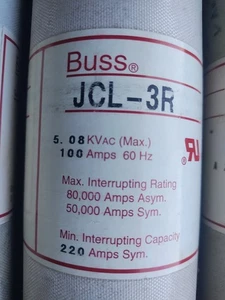 Buss®
JCL-3R
5.08 KVAC (Max.)
100 Amps 60 Hz
Max. Interrupting Rating
80,000 Amps Asym.
50,000 Amps Sym.
Min. Interrupting Capacity
220 Amps Sym.